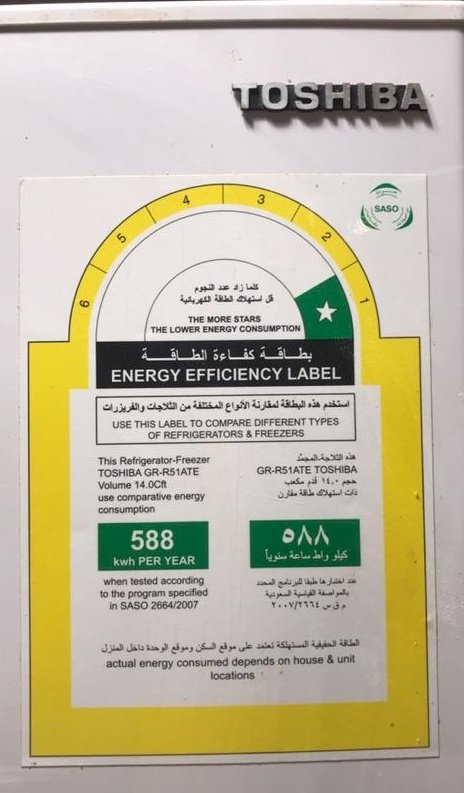 TOSHIBA
SASO
6 5 4 3 2 1
كلما زاد عدد النجوم
قل استهلاك الطاقة الكهربائية
THE MORE STARS
THE LOWER ENERGY CONSUMPTION
بطاقة كفاءة الطاقة
ENERGY EFFICIENCY LABEL
استخدم هذه البطاقة لمقارنة الأنواع المختلفة من الثلاجات والفريزرات
USE THIS LABEL TO COMPARE DIFFERENT TYPES
OF REFRIGERATORS & FREEZERS
This Refrigerator-Freezer
TOSHIBA GR-R51ATE
Volume 14.0Cft
use comparative energy
consumption
هذه الثلاجة-المجمّد
GR-R51ATE TOSHIBA
حجم ١٤,٠ قدم مكعب
ذات استهلاك طاقة مقارن
588
kwh PER YEAR
٥٨٨
كيلو واط ساعة سنوياً
when tested according
to the program specified
in SASO 2664/2007
عند اختبارها طبقا للبرنامج المحدد
بالمواصفة القياسية السعودية
م ق س ٢٠٠٧/٢٦٦٤
الطاقة الحقيقية المستهلكة تعتمد على موقع السكن وموقع الوحدة داخل المنزل
actual energy consumed depends on house & unit
locations